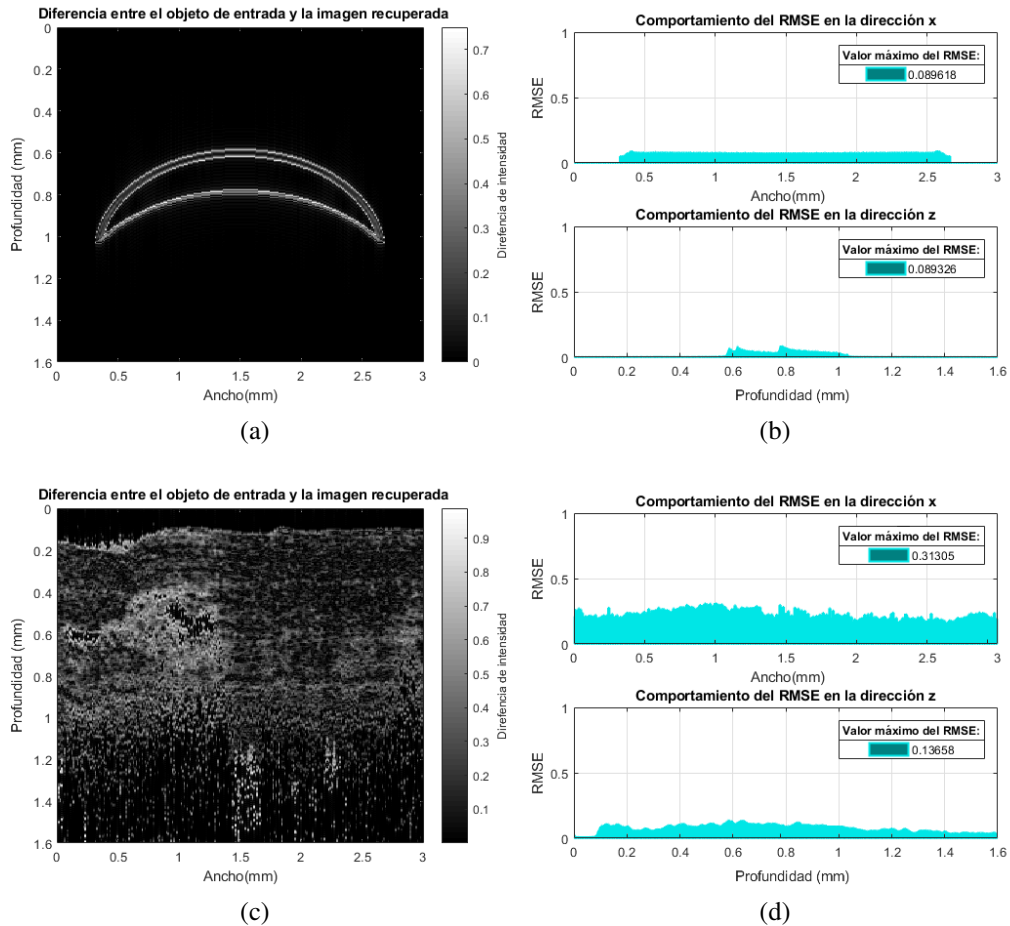 Diferencia entre el objeto de entrada y la imagen recuperada
0
0.2
0.4
0.6
0.8
1
1.2
1.4
1.6
Profundidad (mm)
0 0.5 1 1.5 2 2.5 3
Ancho(mm)
0.7
0.6
0.5
0.4
0.3
0.2
0.1
0
Direfencia de intensidad
(a)
Comportamiento del RMSE en la dirección x
1
0.5
0
RMSE
Valor máximo del RMSE:
0.089618
0 0.5 1 1.5 2 2.5 3
Ancho(mm)
Comportamiento del RMSE en la dirección z
1
0.5
0
RMSE
Valor máximo del RMSE:
0.089326
0 0.2 0.4 0.6 0.8 1 1.2 1.4 1.6
Profundidad (mm)
(b)
Diferencia entre el objeto de entrada y la imagen recuperada
0
0.2
0.4
0.6
0.8
1
1.2
1.4
1.6
Profundidad (mm)
0 0.5 1 1.5 2 2.5 3
Ancho(mm)
0.9
0.8
0.7
0.6
0.5
0.4
0.3
0.2
0.1
Direfencia de intensidad
(c)
Comportamiento del RMSE en la dirección x
1
0.5
0
RMSE
Valor máximo del RMSE:
0.31305
0 0.5 1 1.5 2 2.5 3
Ancho(mm)
Comportamiento del RMSE en la dirección z
1
0.5
0
RMSE
Valor máximo del RMSE:
0.13658
0 0.2 0.4 0.6 0.8 1 1.2 1.4 1.6
Profundidad (mm)
(d)